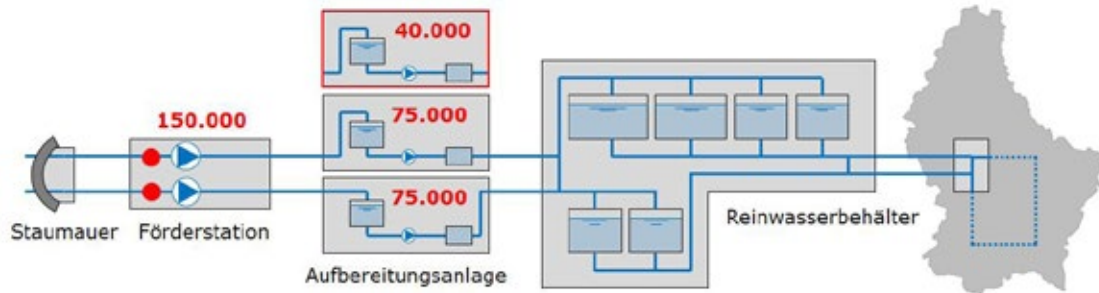 40.000
150.000
75.000
75.000
Staumauer
Förderstation
Aufbereitungsanlage
Reinwasserbehälter